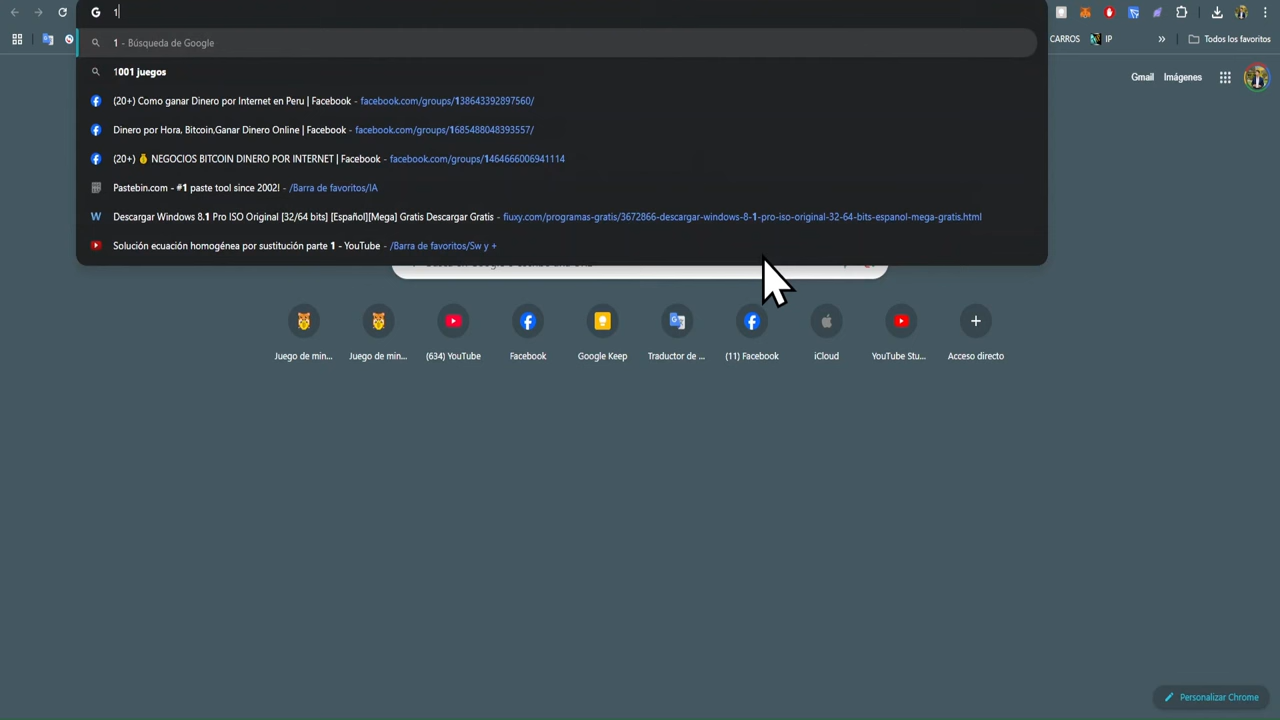 1
1 - Búsqueda de Google
1001 juegos
(20+) Como ganar Dinero por Internet en Peru | Facebook - facebook.com/groups/138643392897560/
Dinero por Hora, Bitcoin,Ganar Dinero Online | Facebook - facebook.com/groups/1685488048393557/
(20+) 💰 NEGOCIOS BITCOIN DINERO POR INTERNET | Facebook - facebook.com/groups/1464666006941114
Pastebin.com - #1 paste tool since 2002! - /Barra de favoritos/IA
Descargar Windows 8.1 Pro ISO Original [32/64 bits] [Español][Mega] Gratis Descargar Gratis - fiuxy.com/programas-gratis/3672866-descargar-windows-8-1-pro-iso-original-32-64-bits-espanol-mega-gratis.html
Solución ecuación homogénea por sustitución parte 1 - YouTube - /Barra de favoritos/Sw y +
CARROS
IP
»
Todos los favoritos
Gmail
Imágenes
Juego de min...
Juego de min...
(634) YouTube
Facebook
Google Keep
Traductor de ...
(11) Facebook
iCloud
YouTube Stu...
Acceso directo
Personalizar Chrome